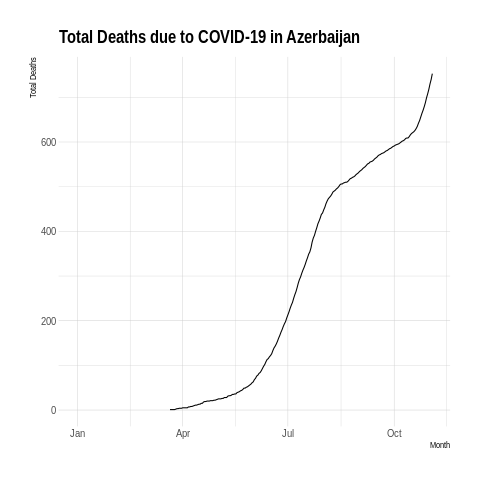 Total Deaths due to COVID-19 in Azerbaijan
Total Deaths
600
400
200
0
Jan Apr Jul Oct
Month